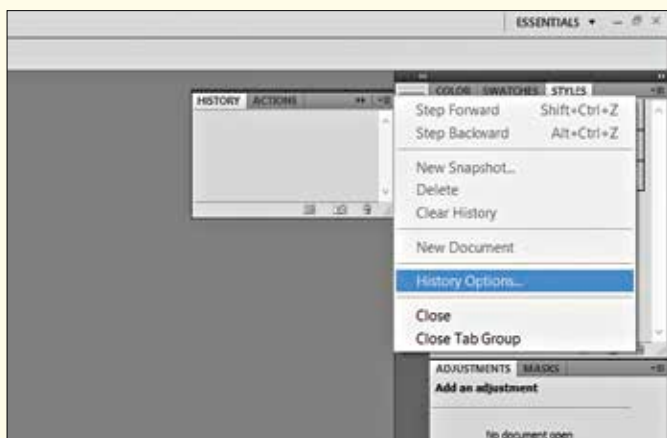 ESSENTIALS
HISTORY ACTIONS
COLOR SWATCHES STYLES
Step Forward Shift+Ctrl+Z
Step Backward Alt+Ctrl+Z
New Snapshot...
Delete
Clear History
New Document
History Options...
Close
Close Tab Group
ADJUSTMENTS MASKS
Add an adjustment
No document open